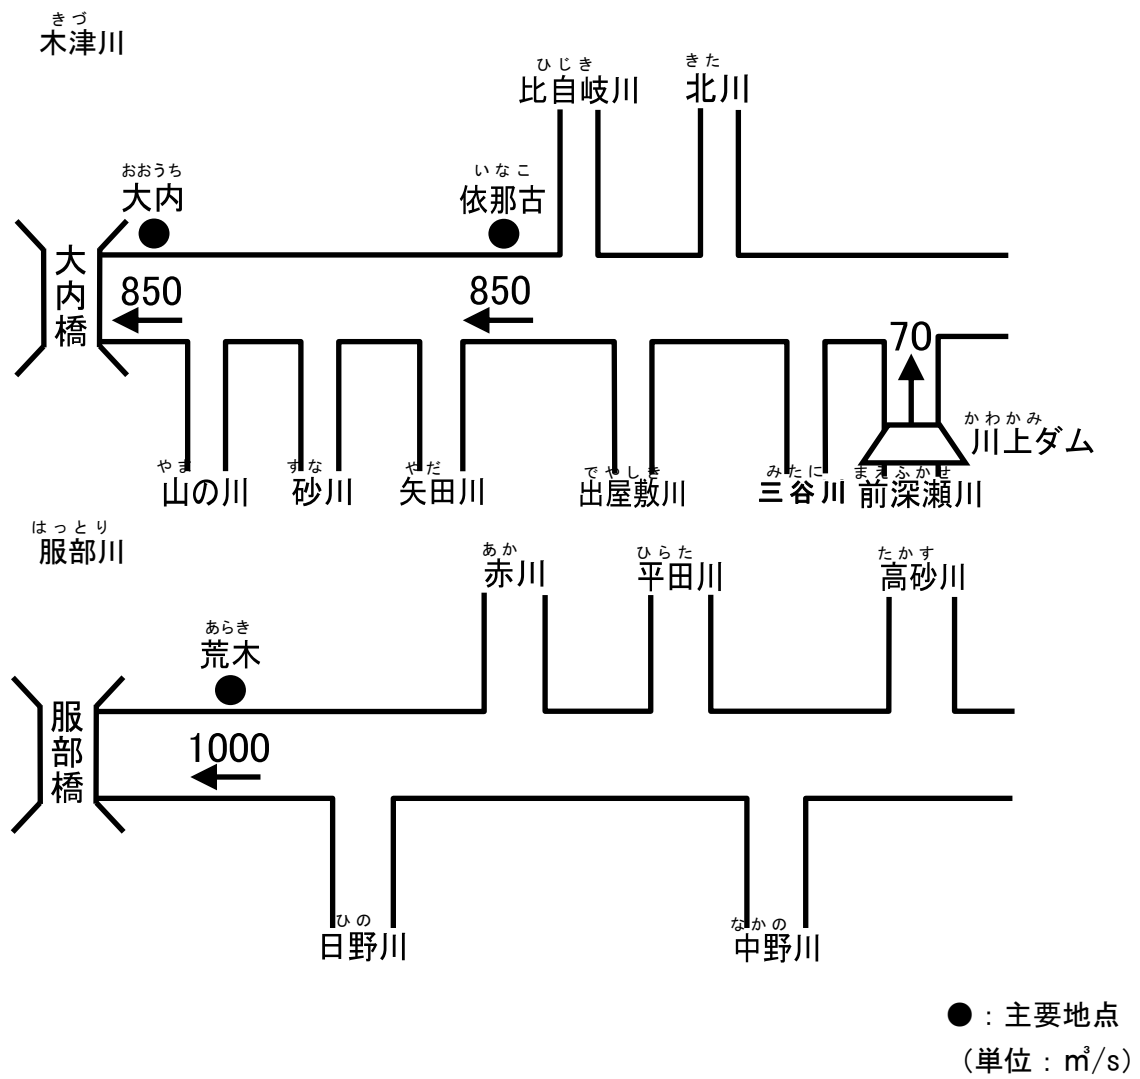 きづ
木津川
ひじき
比自岐川
きた
北川
おおうち
大内
いなこ
依那古
大内橋
850
850
70
かわかみ
川上ダム
やま
山の川
すな
砂川
やだ
矢田川
でやしき
出屋敷川
みたに
三谷川
まえふかせ
前深瀬川
はっとり
服部川
あか
赤川
ひらた
平田川
たかす
高砂川
あらき
荒木
服部橋
1000
ひの
日野川
なかの
中野川
●：主要地点
（単位：㎥/s）